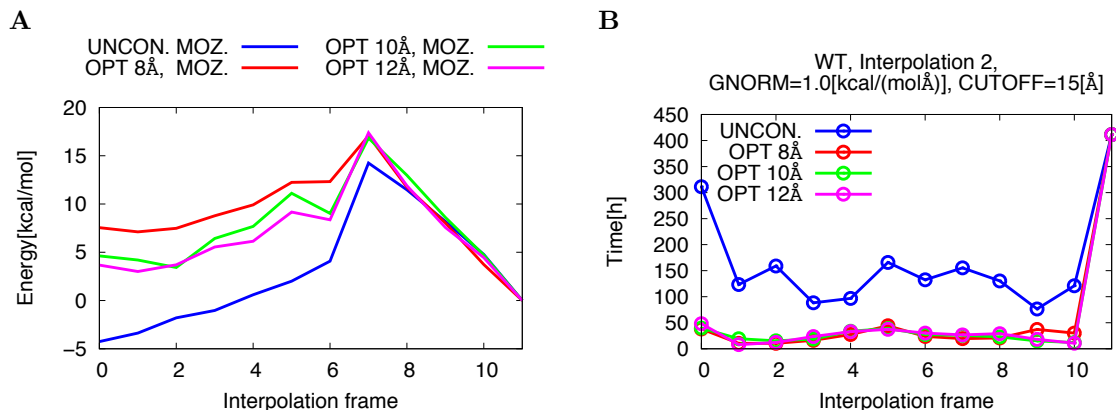 A
UNCON. MOZ.
OPT 10Å, MOZ.
OPT 8Å, MOZ.
OPT 12Å, MOZ.
20
15
10
5
0
−5
Energy[kcal/mol]
0 2 4 6 8 10
Interpolation frame
B
WT, Interpolation 2,
GNORM=1.0[kcal/(molÅ)], CUTOFF=15[Å]
UNCON.
OPT 8Å
OPT 10Å
OPT 12Å
450
400
350
300
250
200
150
100
50
0
Time[h]
0 2 4 6 8 10
Interpolation frame